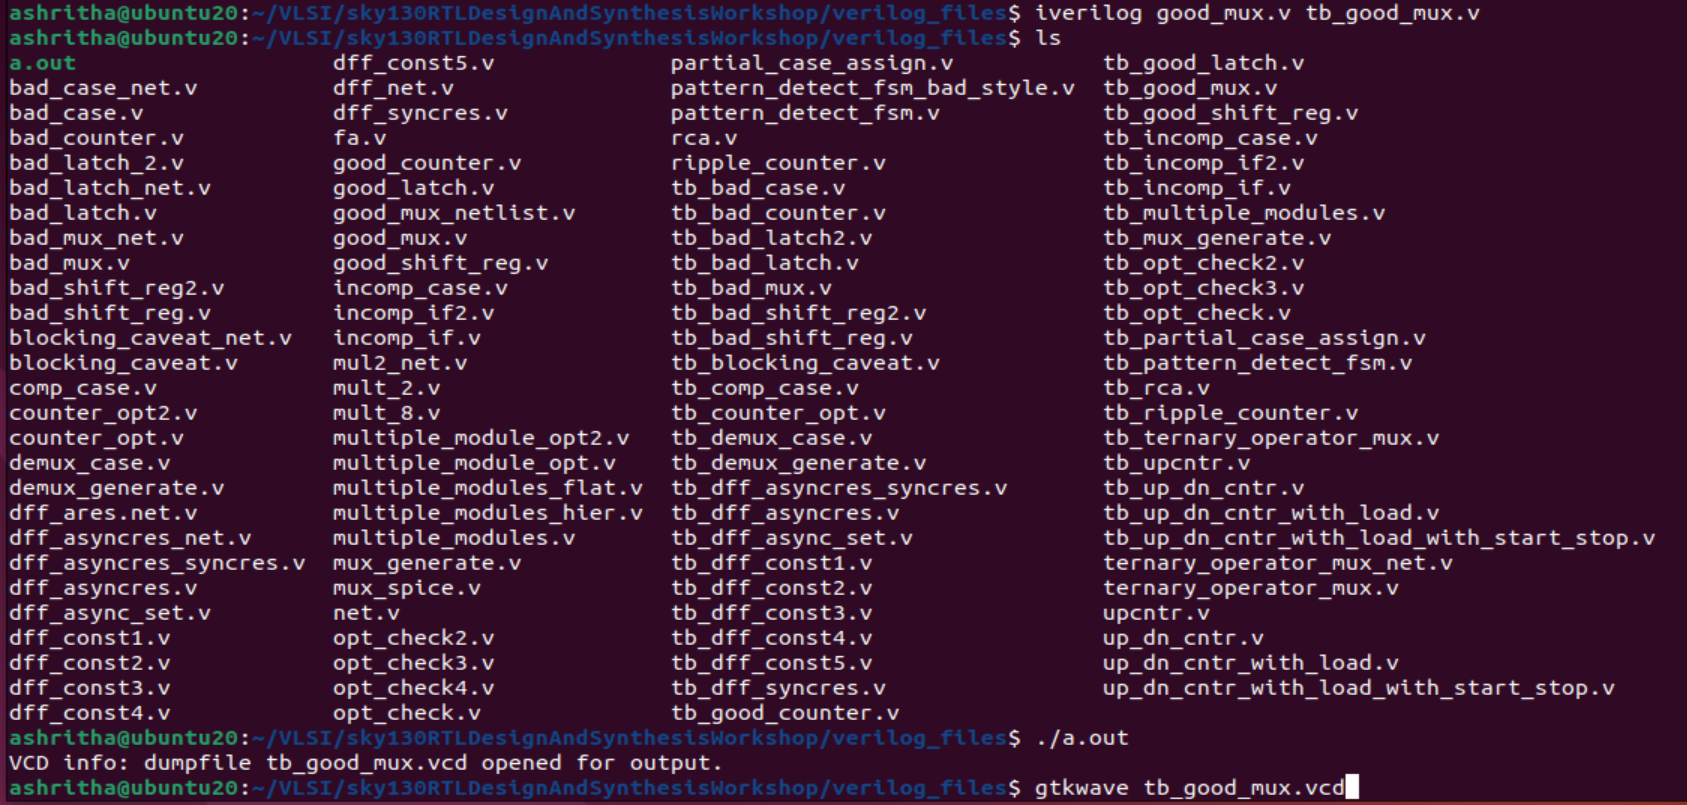 ashritha@ubuntu20:~/VLSI/sky130RTLDesignAndSynthesisWorkshop/verilog_files$ iverilog good_mux.v tb_good_mux.v
ashritha@ubuntu20:~/VLSI/sky130RTLDesignAndSynthesisWorkshop/verilog_files$ ls
a.out dff_const5.v partial_case_assign.v tb_good_latch.v
bad_case_net.v dff_net.v pattern_detect_fsm_bad_style.v tb_good_mux.v
bad_case.v dff_syncres.v pattern_detect_fsm.v tb_good_shift_reg.v
bad_counter.v fa.v rca.v tb_incomp_case.v
bad_latch_2.v good_counter.v ripple_counter.v tb_incomp_if2.v
bad_latch_net.v good_latch.v tb_bad_case.v tb_incomp_if.v
bad_latch.v good_mux_netlist.v tb_bad_counter.v tb_multiple_modules.v
bad_mux_net.v good_mux.v tb_bad_latch2.v tb_mux_generate.v
bad_mux.v good_shift_reg.v tb_bad_latch.v tb_opt_check2.v
bad_shift_reg2.v incomp_case.v tb_bad_mux.v tb_opt_check3.v
bad_shift_reg.v incomp_if2.v tb_bad_shift_reg2.v tb_opt_check.v
blocking_caveat_net.v incomp_if.v tb_bad_shift_reg.v tb_partial_case_assign.v
blocking_caveat.v mul2_net.v tb_blocking_caveat.v tb_pattern_detect_fsm.v
comp_case.v mult_2.v tb_comp_case.v tb_rca.v
counter_opt2.v mult_8.v tb_counter_opt.v tb_ripple_counter.v
counter_opt.v multiple_module_opt2.v tb_demux_case.v tb_ternary_operator_mux.v
demux_case.v multiple_module_opt.v tb_demux_generate.v tb_upcntr.v
demux_generate.v multiple_modules_flat.v tb_dff_asyncres_syncres.v tb_up_dn_cntr.v
dff_ares.net.v multiple_modules_hier.v tb_dff_asyncres.v tb_up_dn_cntr_with_load.v
dff_asyncres_net.v multiple_modules.v tb_dff_async_set.v tb_up_dn_cntr_with_load_with_start_stop.v
dff_asyncres_syncres.v mux_generate.v tb_dff_const1.v ternary_operator_mux_net.v
dff_asyncres.v mux_spice.v tb_dff_const2.v ternary_operator_mux.v
dff_async_set.v net.v tb_dff_const3.v upcntr.v
dff_const1.v opt_check2.v tb_dff_const4.v up_dn_cntr.v
dff_const2.v opt_check3.v tb_dff_const5.v up_dn_cntr_with_load.v
dff_const3.v opt_check4.v tb_dff_syncres.v up_dn_cntr_with_load_with_start_stop.v
dff_const4.v opt_check.v tb_good_counter.v
ashritha@ubuntu20:~/VLSI/sky130RTLDesignAndSynthesisWorkshop/verilog_files$ ./a.out
VCD info: dumpfile tb_good_mux.vcd opened for output.
ashritha@ubuntu20:~/VLSI/sky130RTLDesignAndSynthesisWorkshop/verilog_files$ gtkwave tb_good_mux.vcd